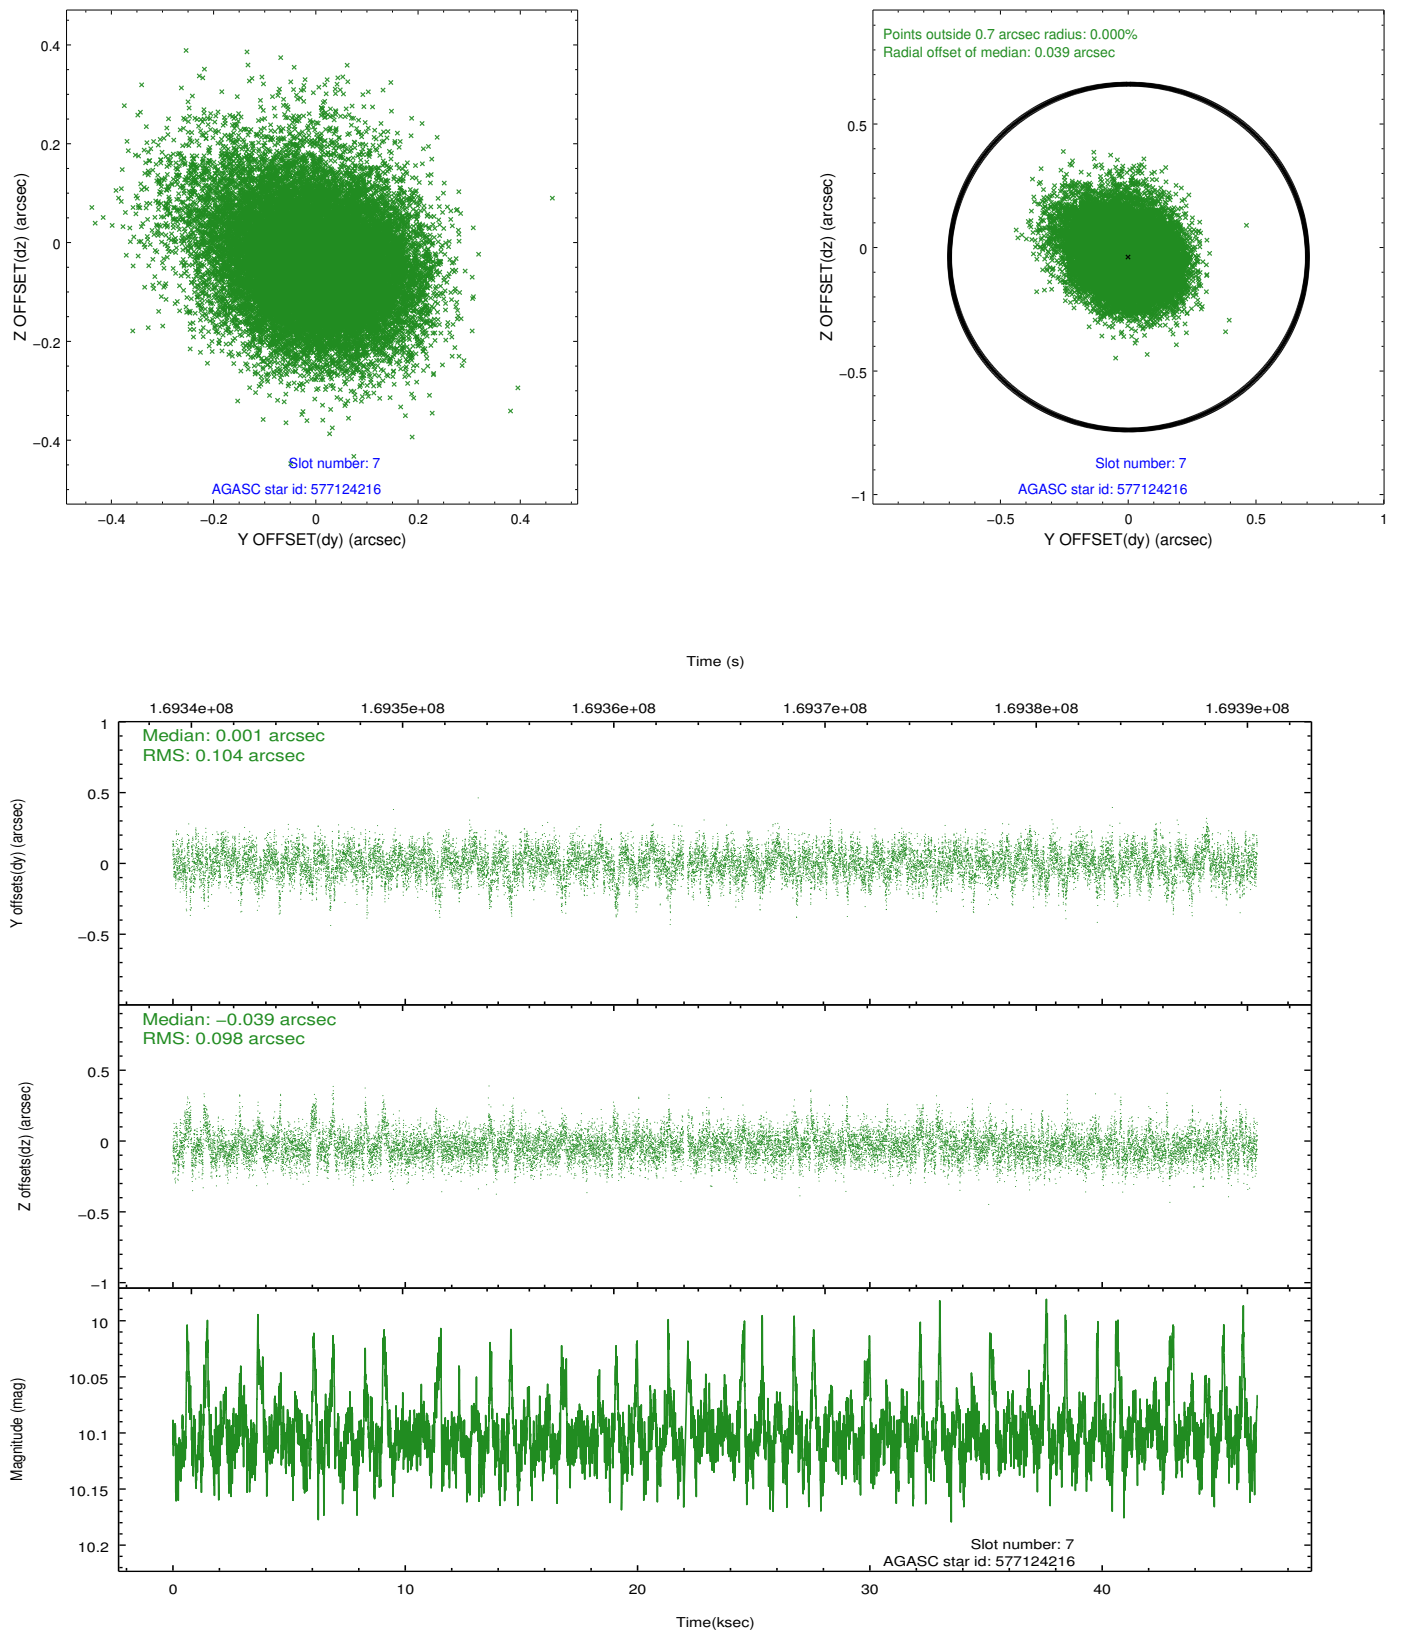 0.4
0.2
0
−0.2
−0.4
Z OFFSET(dz) (arcsec)
Slot number: 7
AGASC star id: 577124216
−0.4 −0.2 0 0.2 0.4
Y OFFSET(dy) (arcsec)
Points outside 0.7 arcsec radius: 0.000%
Radial offset of median: 0.039 arcsec
0.5
0
−0.5
−1
Z OFFSET(dz) (arcsec)
Slot number: 7
AGASC star id: 577124216
−0.5 0 0.5 1
Y OFFSET(dy) (arcsec)
Time (s)
1.6934e+08 1.6935e+08 1.6936e+08 1.6937e+08 1.6938e+08 1.6939e+08
Median: 0.001 arcsec
RMS: 0.104 arcsec
1
0.5
0
−0.5
Y offsets(dy) (arcsec)
Median: −0.039 arcsec
RMS: 0.098 arcsec
0.5
0
−0.5
−1
Z offsets(dz) (arcsec)
10
10.05
10.1
10.15
10.2
Magnitude (mag)
Slot number: 7
AGASC star id: 577124216
0 10 20 30 40
Time(ksec)